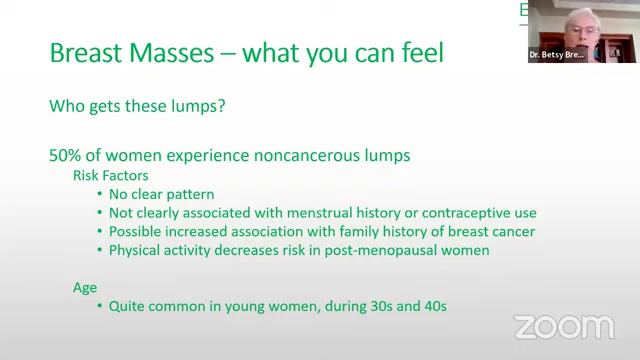 E
Dr. Betsy Bre...
Breast Masses – what you can feel
Who gets these lumps?
50% of women experience noncancerous lumps
Risk Factors
• No clear pattern
• Not clearly associated with menstrual history or contraceptive use
• Possible increased association with family history of breast cancer
• Physical activity decreases risk in post-menopausal women
Age
• Quite common in young women, during 30s and 40s
zoom